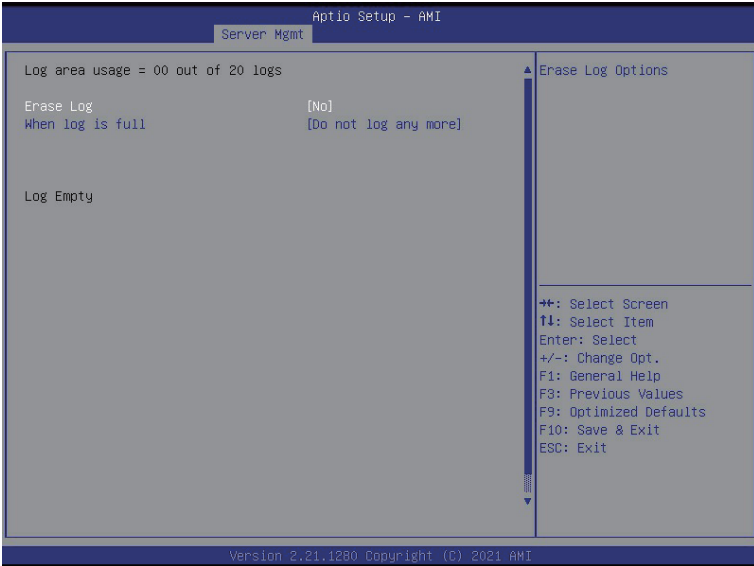 Aptio Setup – AMI
Server Mgmt
Log area usage = 00 out of 20 logs
Erase Log [No]
When log is full [Do not log any more]
Log Empty
Erase Log Options
→←: Select Screen
↑↓: Select Item
Enter: Select
+/-: Change Opt.
F1: General Help
F3: Previous Values
F9: Optimized Defaults
F10: Save & Exit
ESC: Exit
Version 2.21.1280 Copyright (C) 2021 AMI